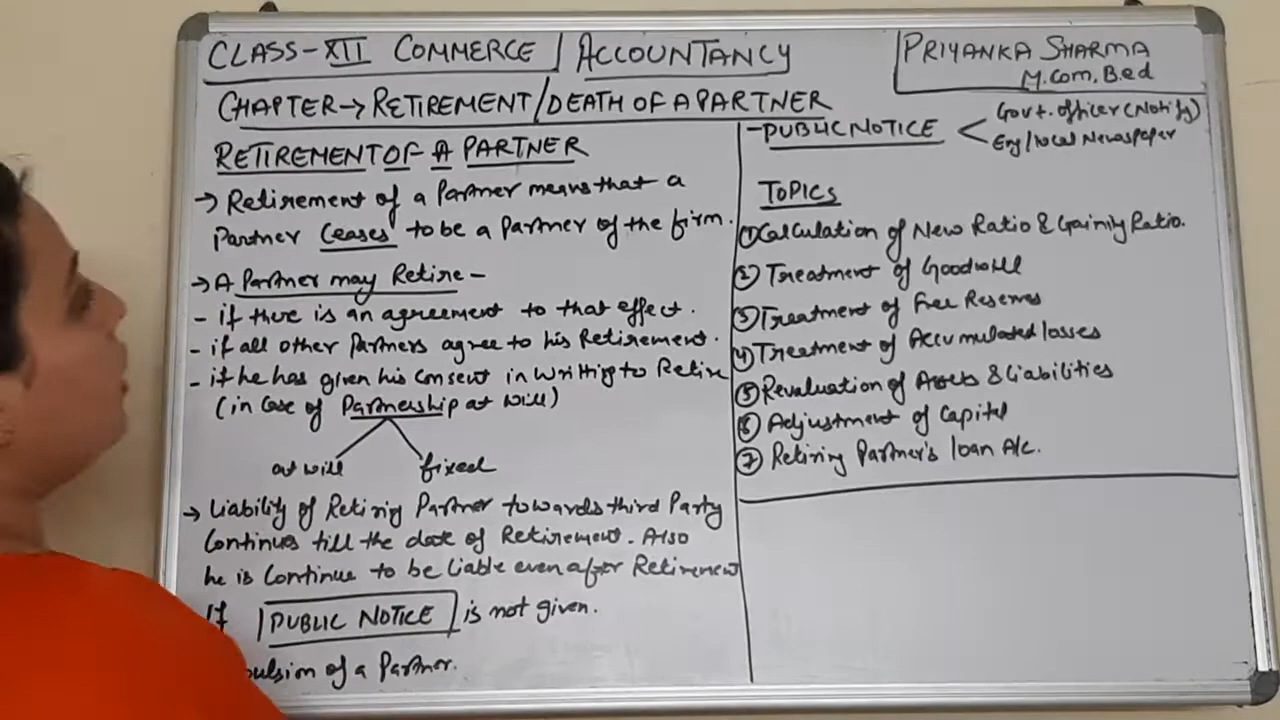 CLASS-XII COMMERCE | ACCOUNTANCY
PRIYANKA SHARMA
M.Com, B.ed
CHAPTER→RETIREMENT/DEATH OF A PARTNER
RETIREMENT OF A PARTNER
→ Retirement of a Partner means that a
Partner Ceases to be a Partner of the firm.
→ A Partner may Retire -
- if there is an agreement to that effect.
- if all other Partners agree to his Retirement.
- if he has given his Consent in Writting to Retire
(in Case of Partnership at will)
at will fixed
→ Liability of Retiring Partner towards third Party
Continues till the date of Retirement. Also
he is Continue to be liable even after Retirement
If PUBLIC NOTICE is not given.
of a Partner.
- PUBLIC NOTICE < Govt. officer (Notify)
Eng/local Newspaper
TOPICS
① Calculation of New Ratio & Gaining Ratio.
② Treatment of Goodwill
③ Treatment of Free Reserves
④ Treatment of Accumulated losses
⑤ Revaluation of Assets & Liabilities
⑥ Adjustment of Capital
⑦ Retiring Partner's loan A/c.